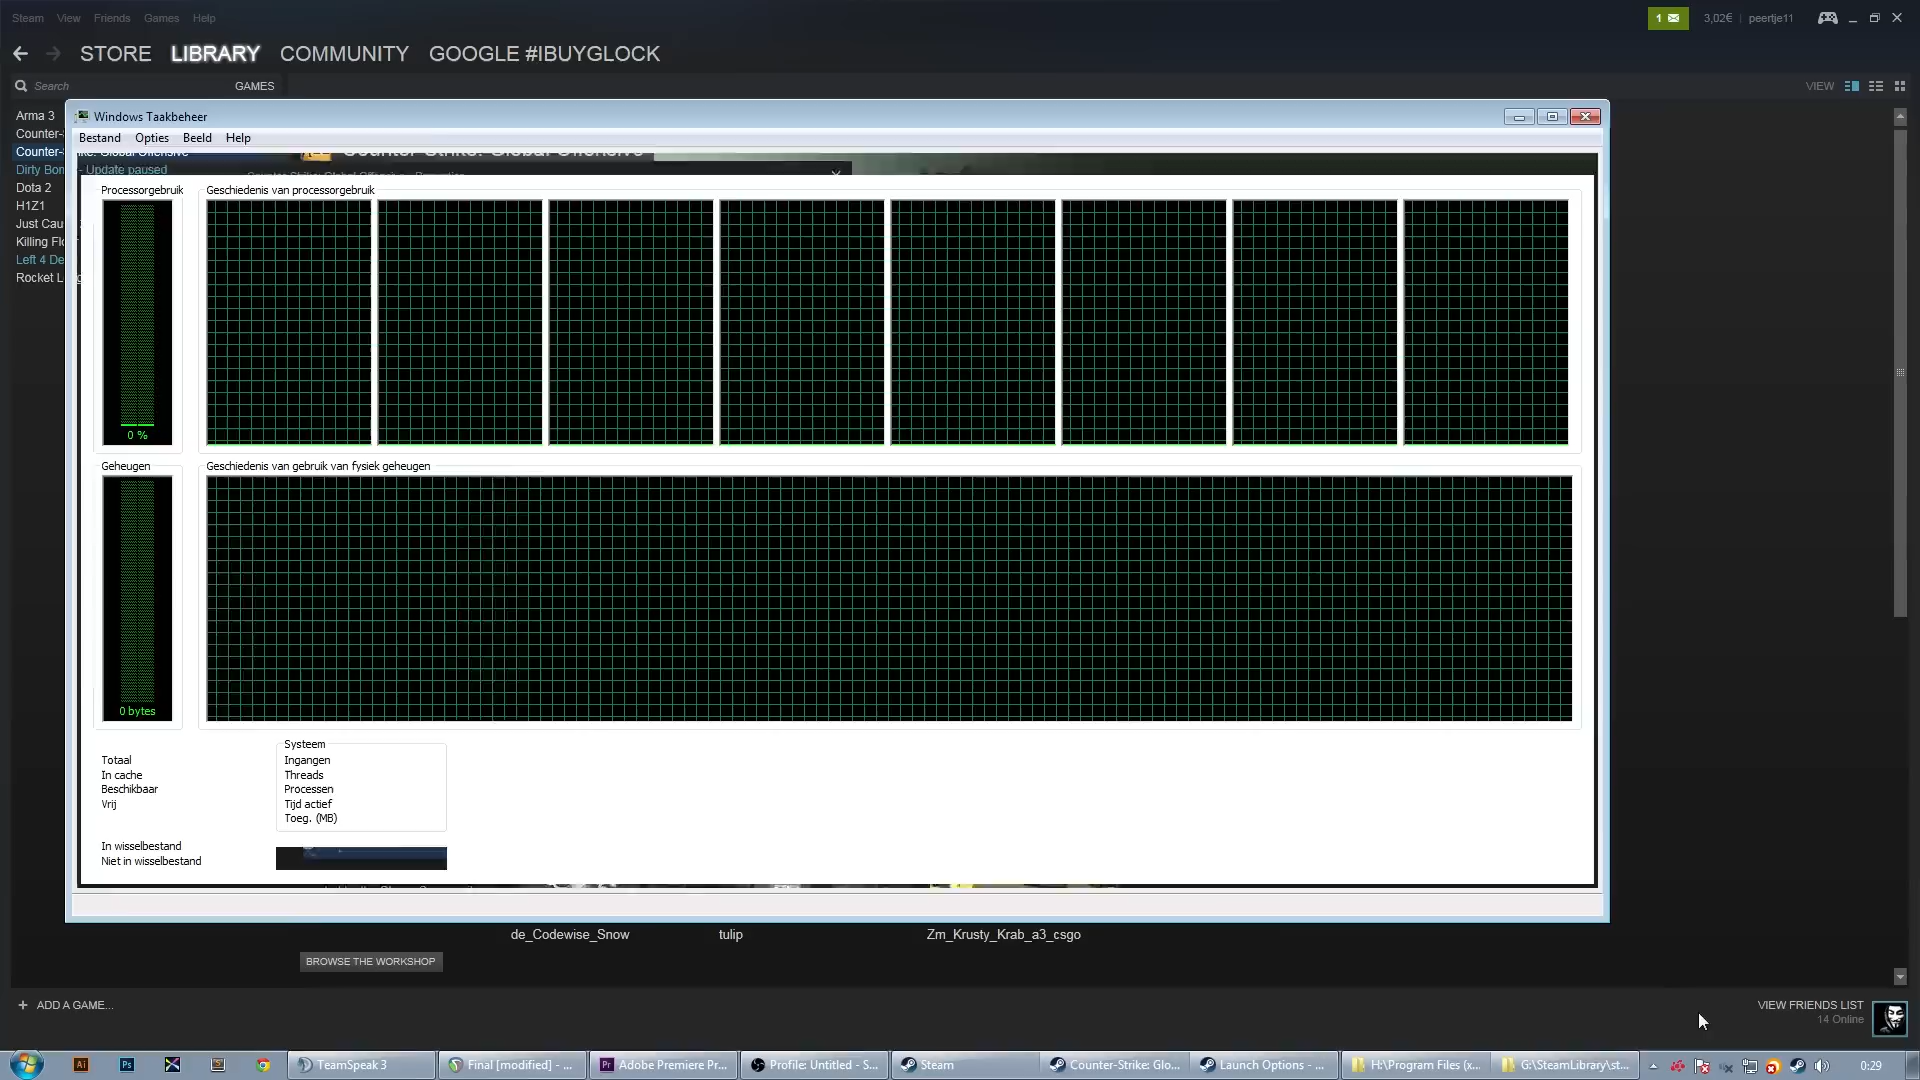 Steam View Friends Games Help
1 3,02€ | peertje11
STORE LIBRARY COMMUNITY GOOGLE #IBUYGLOCK
Search GAMES VIEW
Windows Taakbeheer
Bestand Opties Beeld Help
Arma 3
Counter-
Counter-
Dirty Bom - Update paused
Dota 2
H1Z1
Just Cau
Killing Flo
Left 4 De
Rocket L
Processorgebruik
Geschiedenis van processorgebruik
0 %
Geheugen
Geschiedenis van gebruik van fysiek geheugen
0 bytes
Totaal
In cache
Beschikbaar
Vrij
Systeem
Ingangen
Threads
Processen
Tijd actief
Toeg. (MB)
In wisselbestand
Niet in wisselbestand
de_Codewise_Snow tulip Zm_Krusty_Krab_a3_csgo
BROWSE THE WORKSHOP
+ ADD A GAME...
VIEW FRIENDS LIST
14 Online
Ai Ps TeamSpeak 3 Final [modified] - ... Pr Adobe Premiere Pr... Profile: Untitled - S... Steam Counter-Strike: Glo... Launch Options - ... H:\Program Files (x... G:\SteamLibrary\st... 0:29